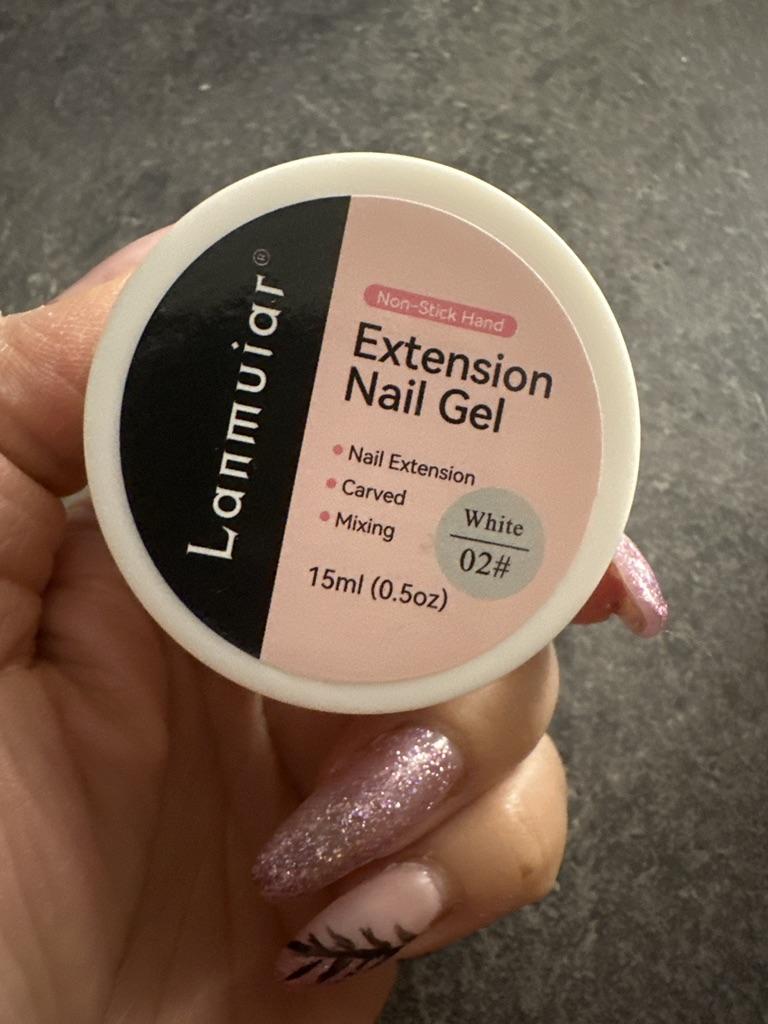 Lanmuiar®
Non-Stick Hand
Extension
Nail Gel
Nail Extension
Carved
Mixing
White
02#
15ml (0.5oz)